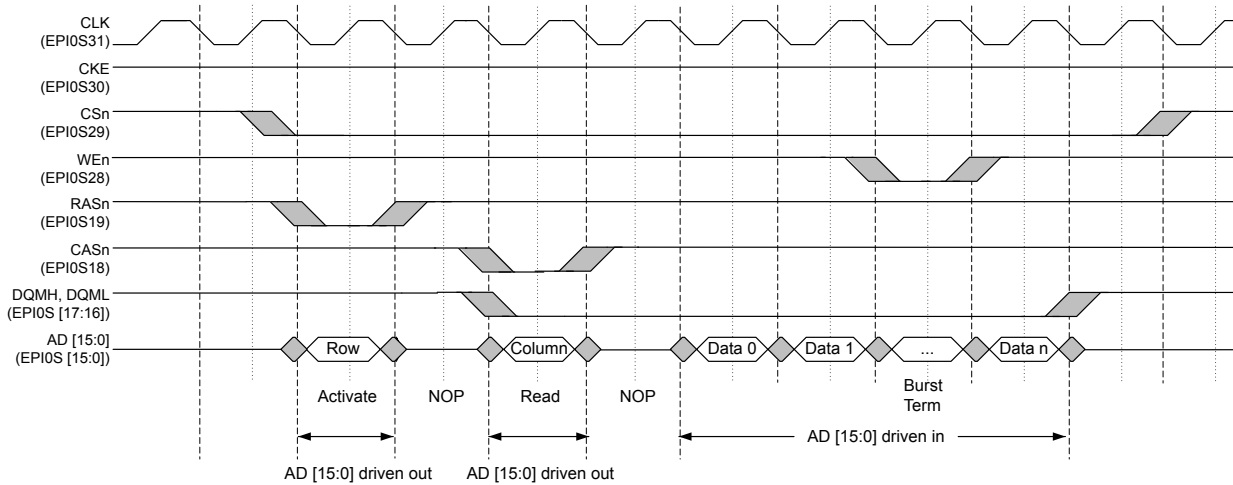 CLK
(EPI0S31)
CKE
(EPI0S30)
CSn
(EPI0S29)
WEn
(EPI0S28)
RASn
(EPI0S19)
CASn
(EPI0S18)
DQMH, DQML
(EPI0S [17:16])
AD [15:0]
(EPI0S [15:0])
Row Column Data 0 Data 1 ... Data n
Activate NOP Read NOP Burst
Term
AD [15:0] driven in
AD [15:0] driven out AD [15:0] driven out